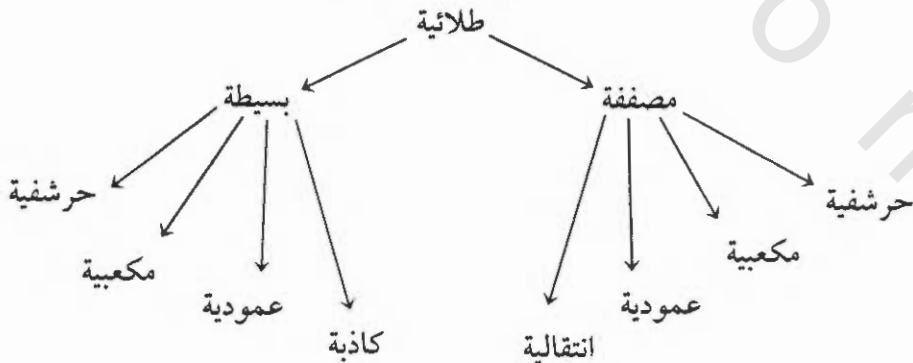 طلائية
مصففة
بسيطة
حرشفية
مكعبية
عمودية
انتقالية
كاذبة
عمودية
مكعبية
حرشفية